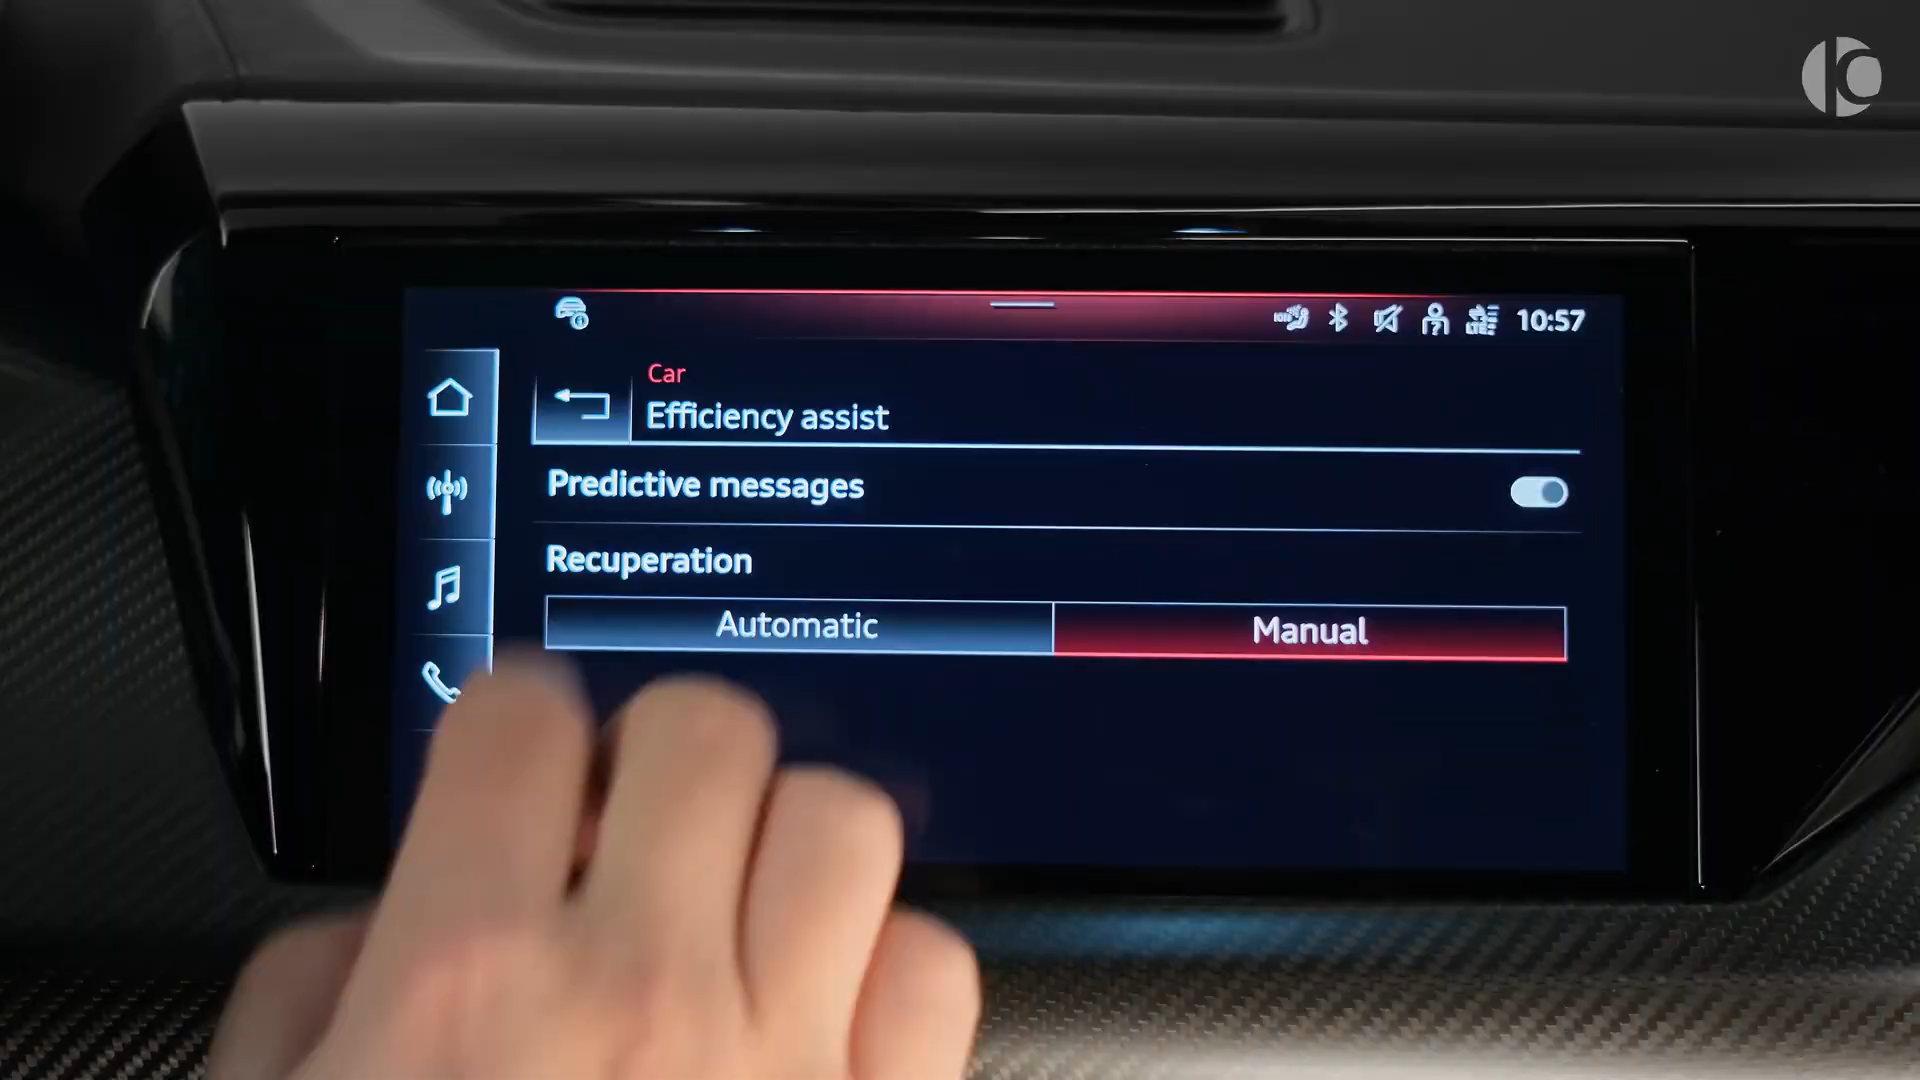 10:57
Car
Efficiency assist
Predictive messages
Recuperation
Automatic
Manual